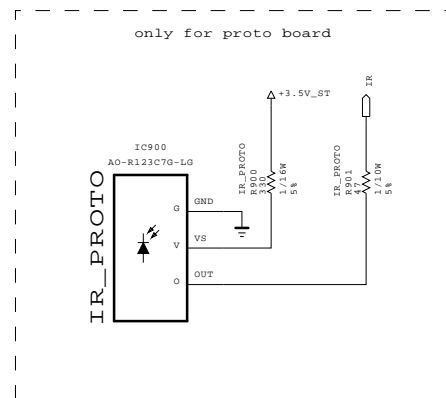 only for proto board
+3.5V_ST
IR
IC900
AO-R123C7G-LG
IR_PROTO
G
GND
V
VS
O
OUT
IR_PROTO
R900
330
1/16W
5%
IR_PROTO
R901
47
1/10W
5%